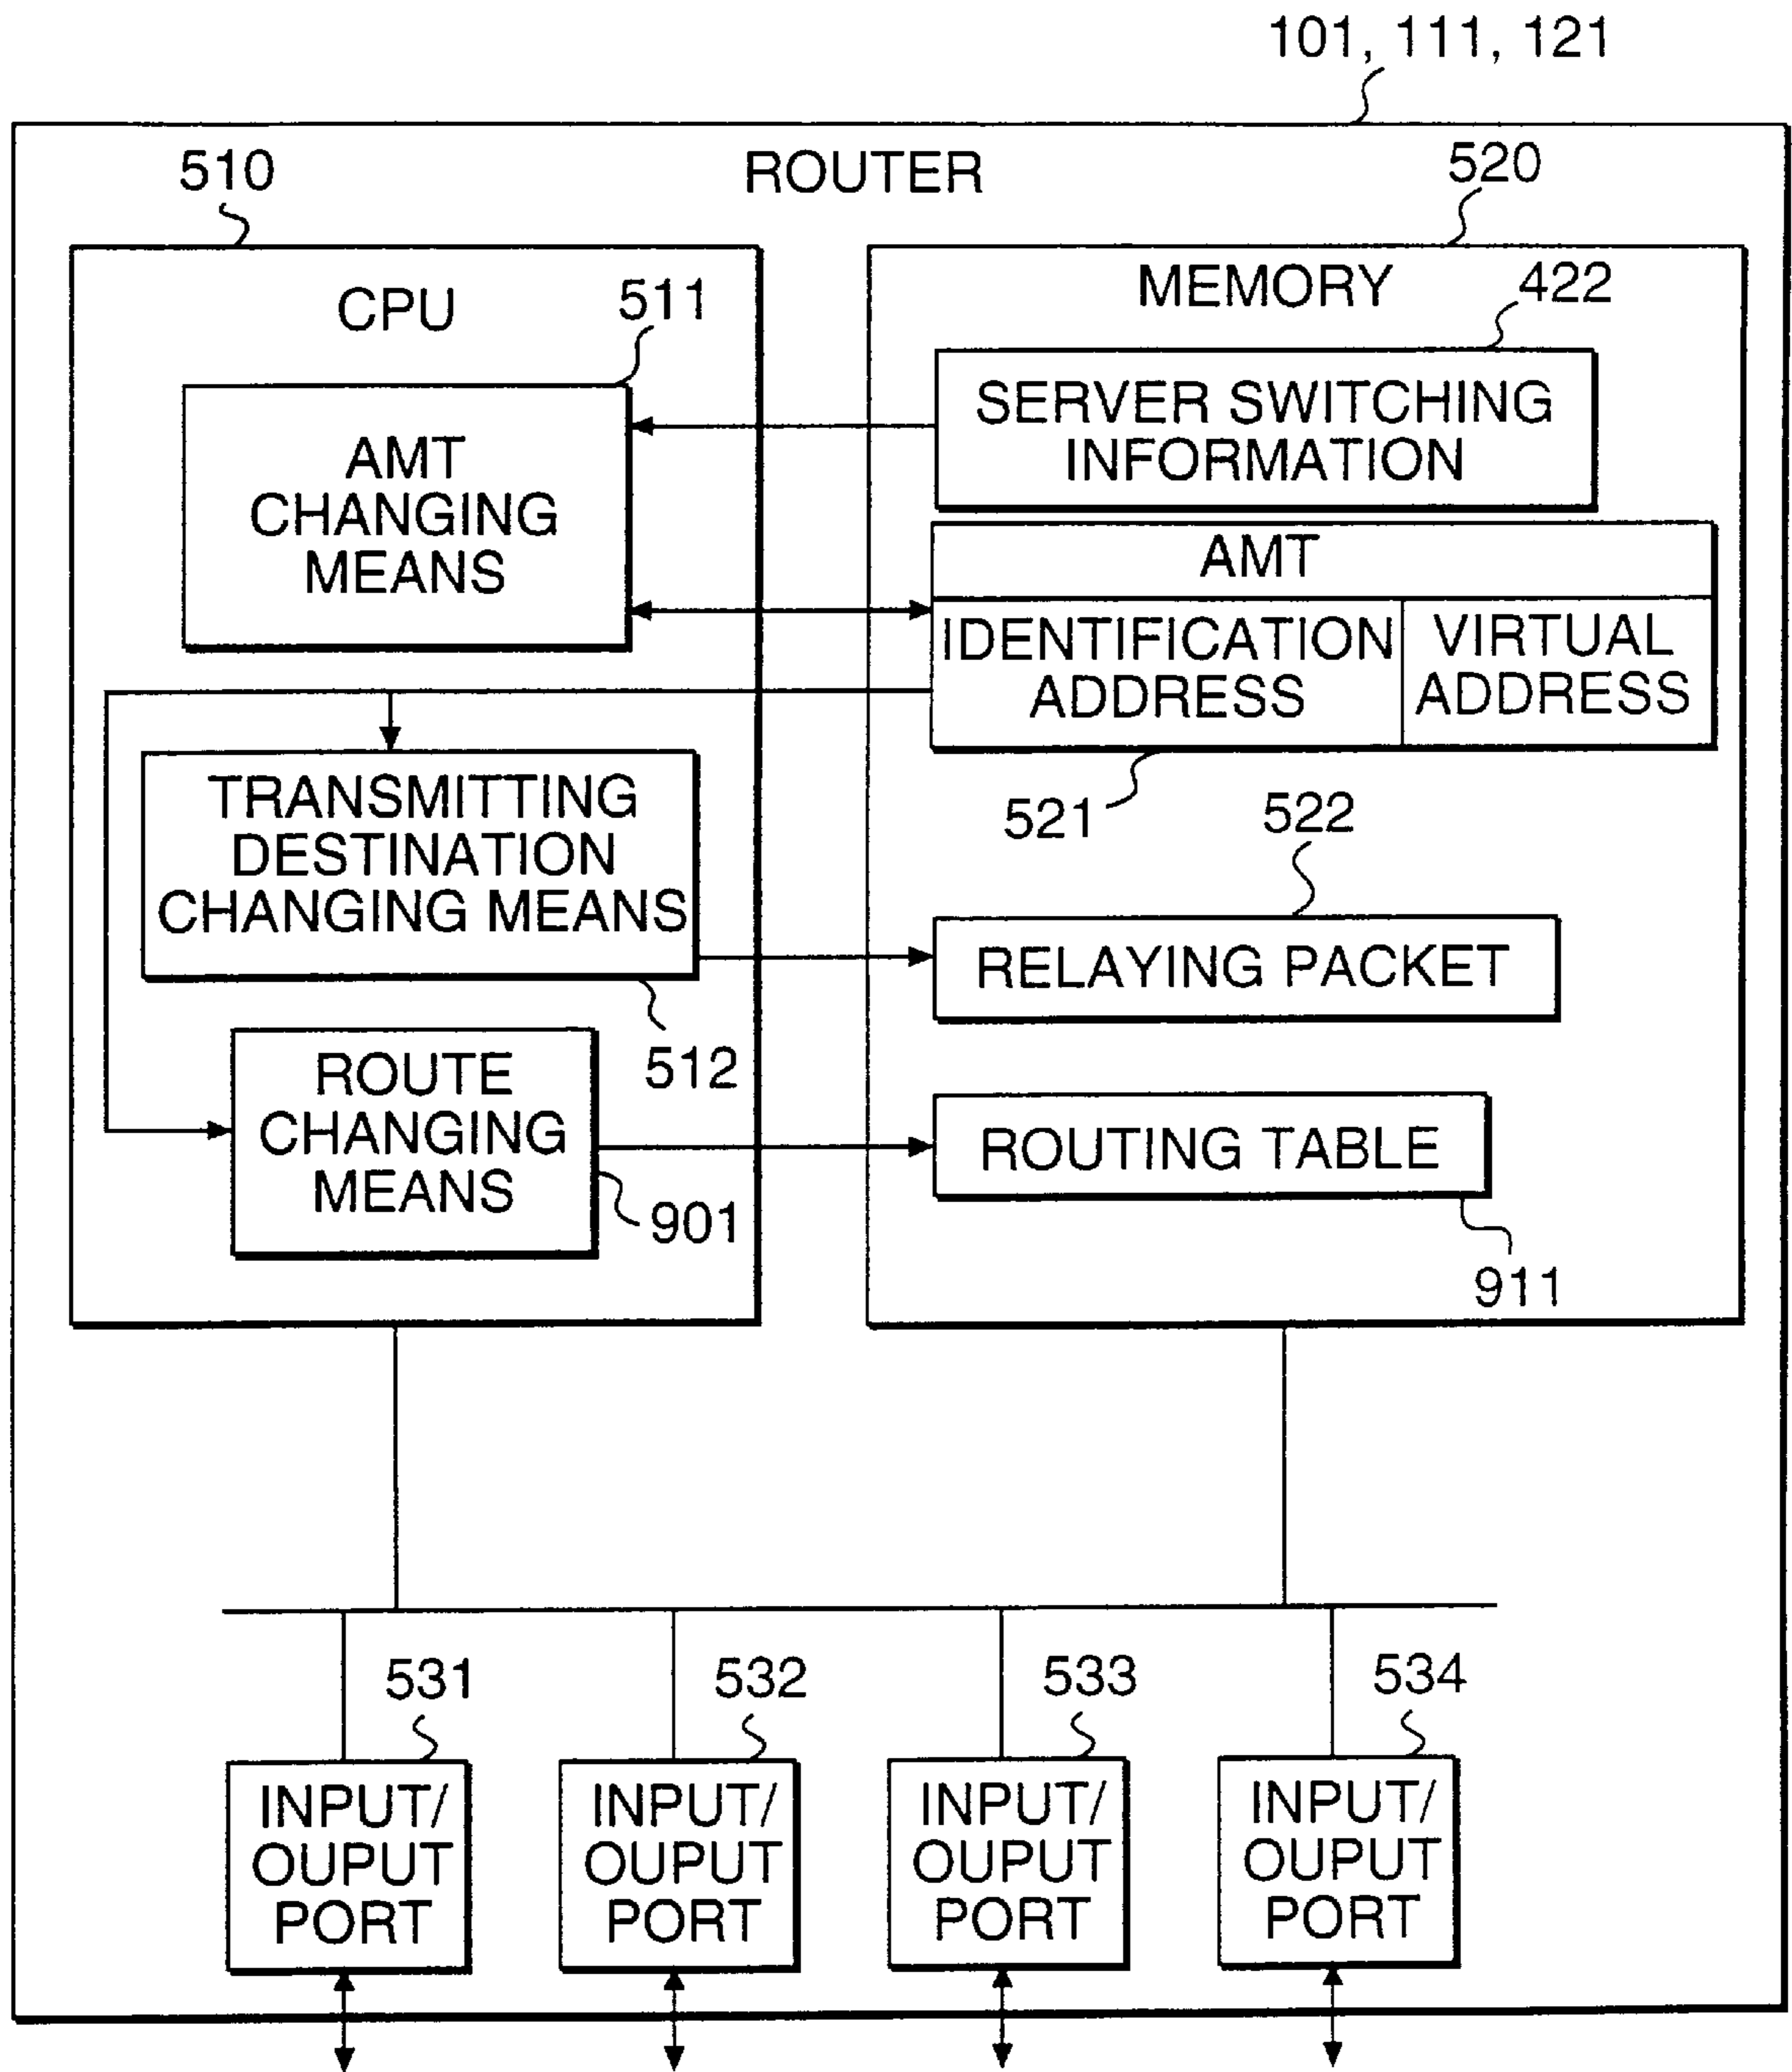 101, 111, 121
ROUTER
510
520
CPU
511
AMT
CHANGING
MEANS
TRANSMITTING
DESTINATION
CHANGING MEANS
512
ROUTE
CHANGING
MEANS
901
MEMORY
422
SERVER SWITCHING
INFORMATION
AMT
IDENTIFICATION
ADDRESS
VIRTUAL
ADDRESS
521
522
RELAYING PACKET
ROUTING TABLE
911
531
INPUT/
OUPUT
PORT
532
INPUT/
OUPUT
PORT
533
INPUT/
OUPUT
PORT
534
INPUT/
OUPUT
PORT